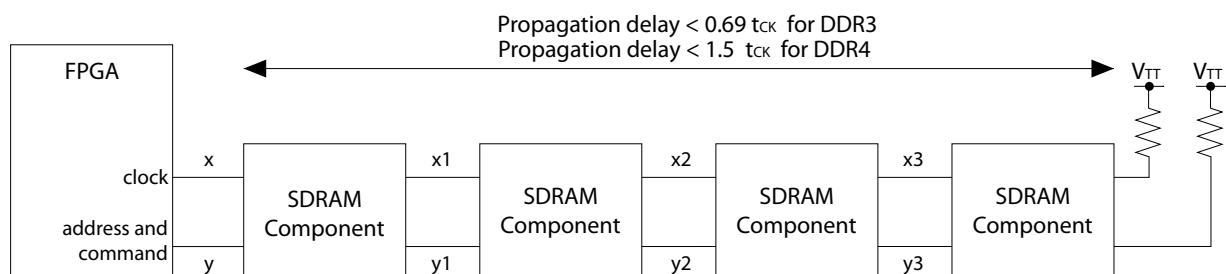 Propagation delay < 0.69 tCK for DDR3
Propagation delay < 1.5 tCK for DDR4
FPGA
VTT
VTT
x
x1
x2
x3
clock
SDRAM
Component
SDRAM
Component
SDRAM
Component
SDRAM
Component
address and
command
y
y1
y2
y3